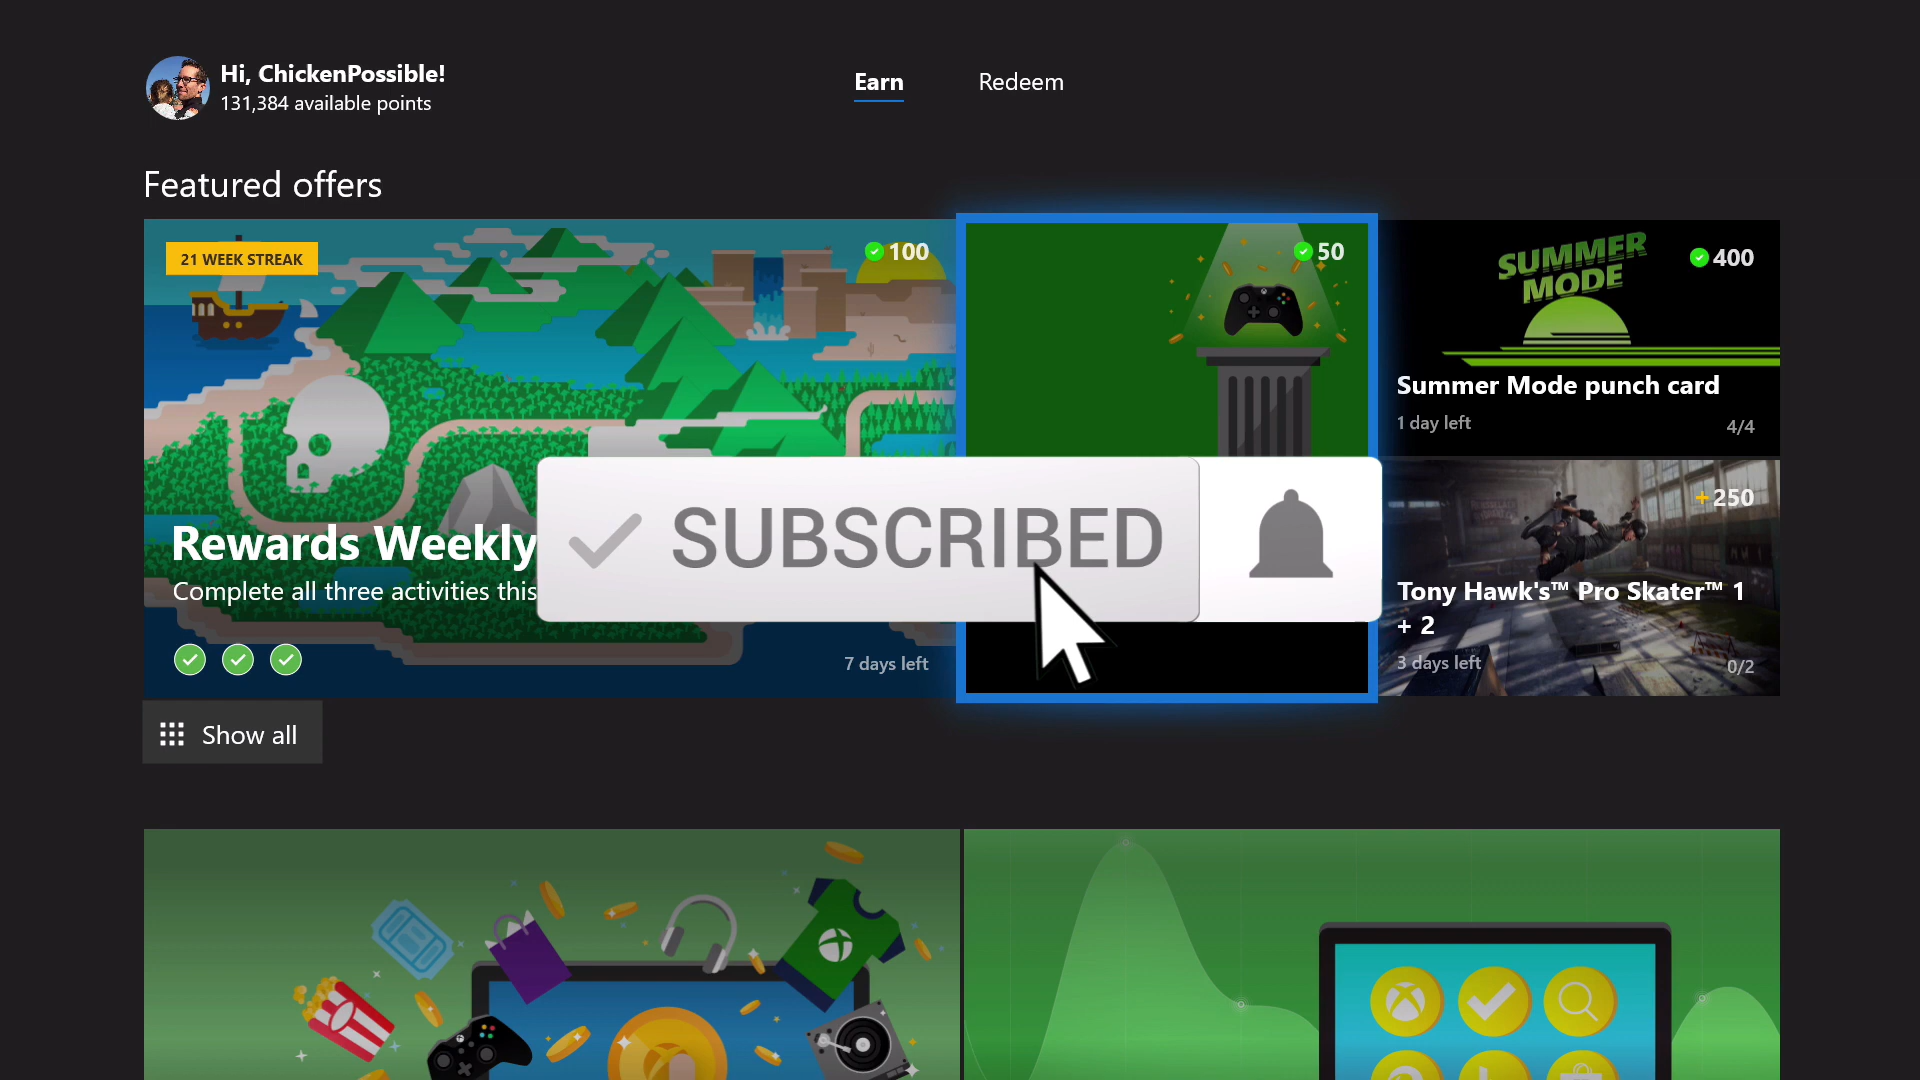 Hi, ChickenPossible!
131,384 available points
Earn
Redeem
Featured offers
21 WEEK STREAK
100
50
SUMMER
MODE
400
Summer Mode punch card
1 day left
4/4
SUBSCRIBED
Rewards Weekly
Complete all three activities this
7 days left
+250
Tony Hawk's™ Pro Skater™ 1
+ 2
3 days left
0/2
Show all